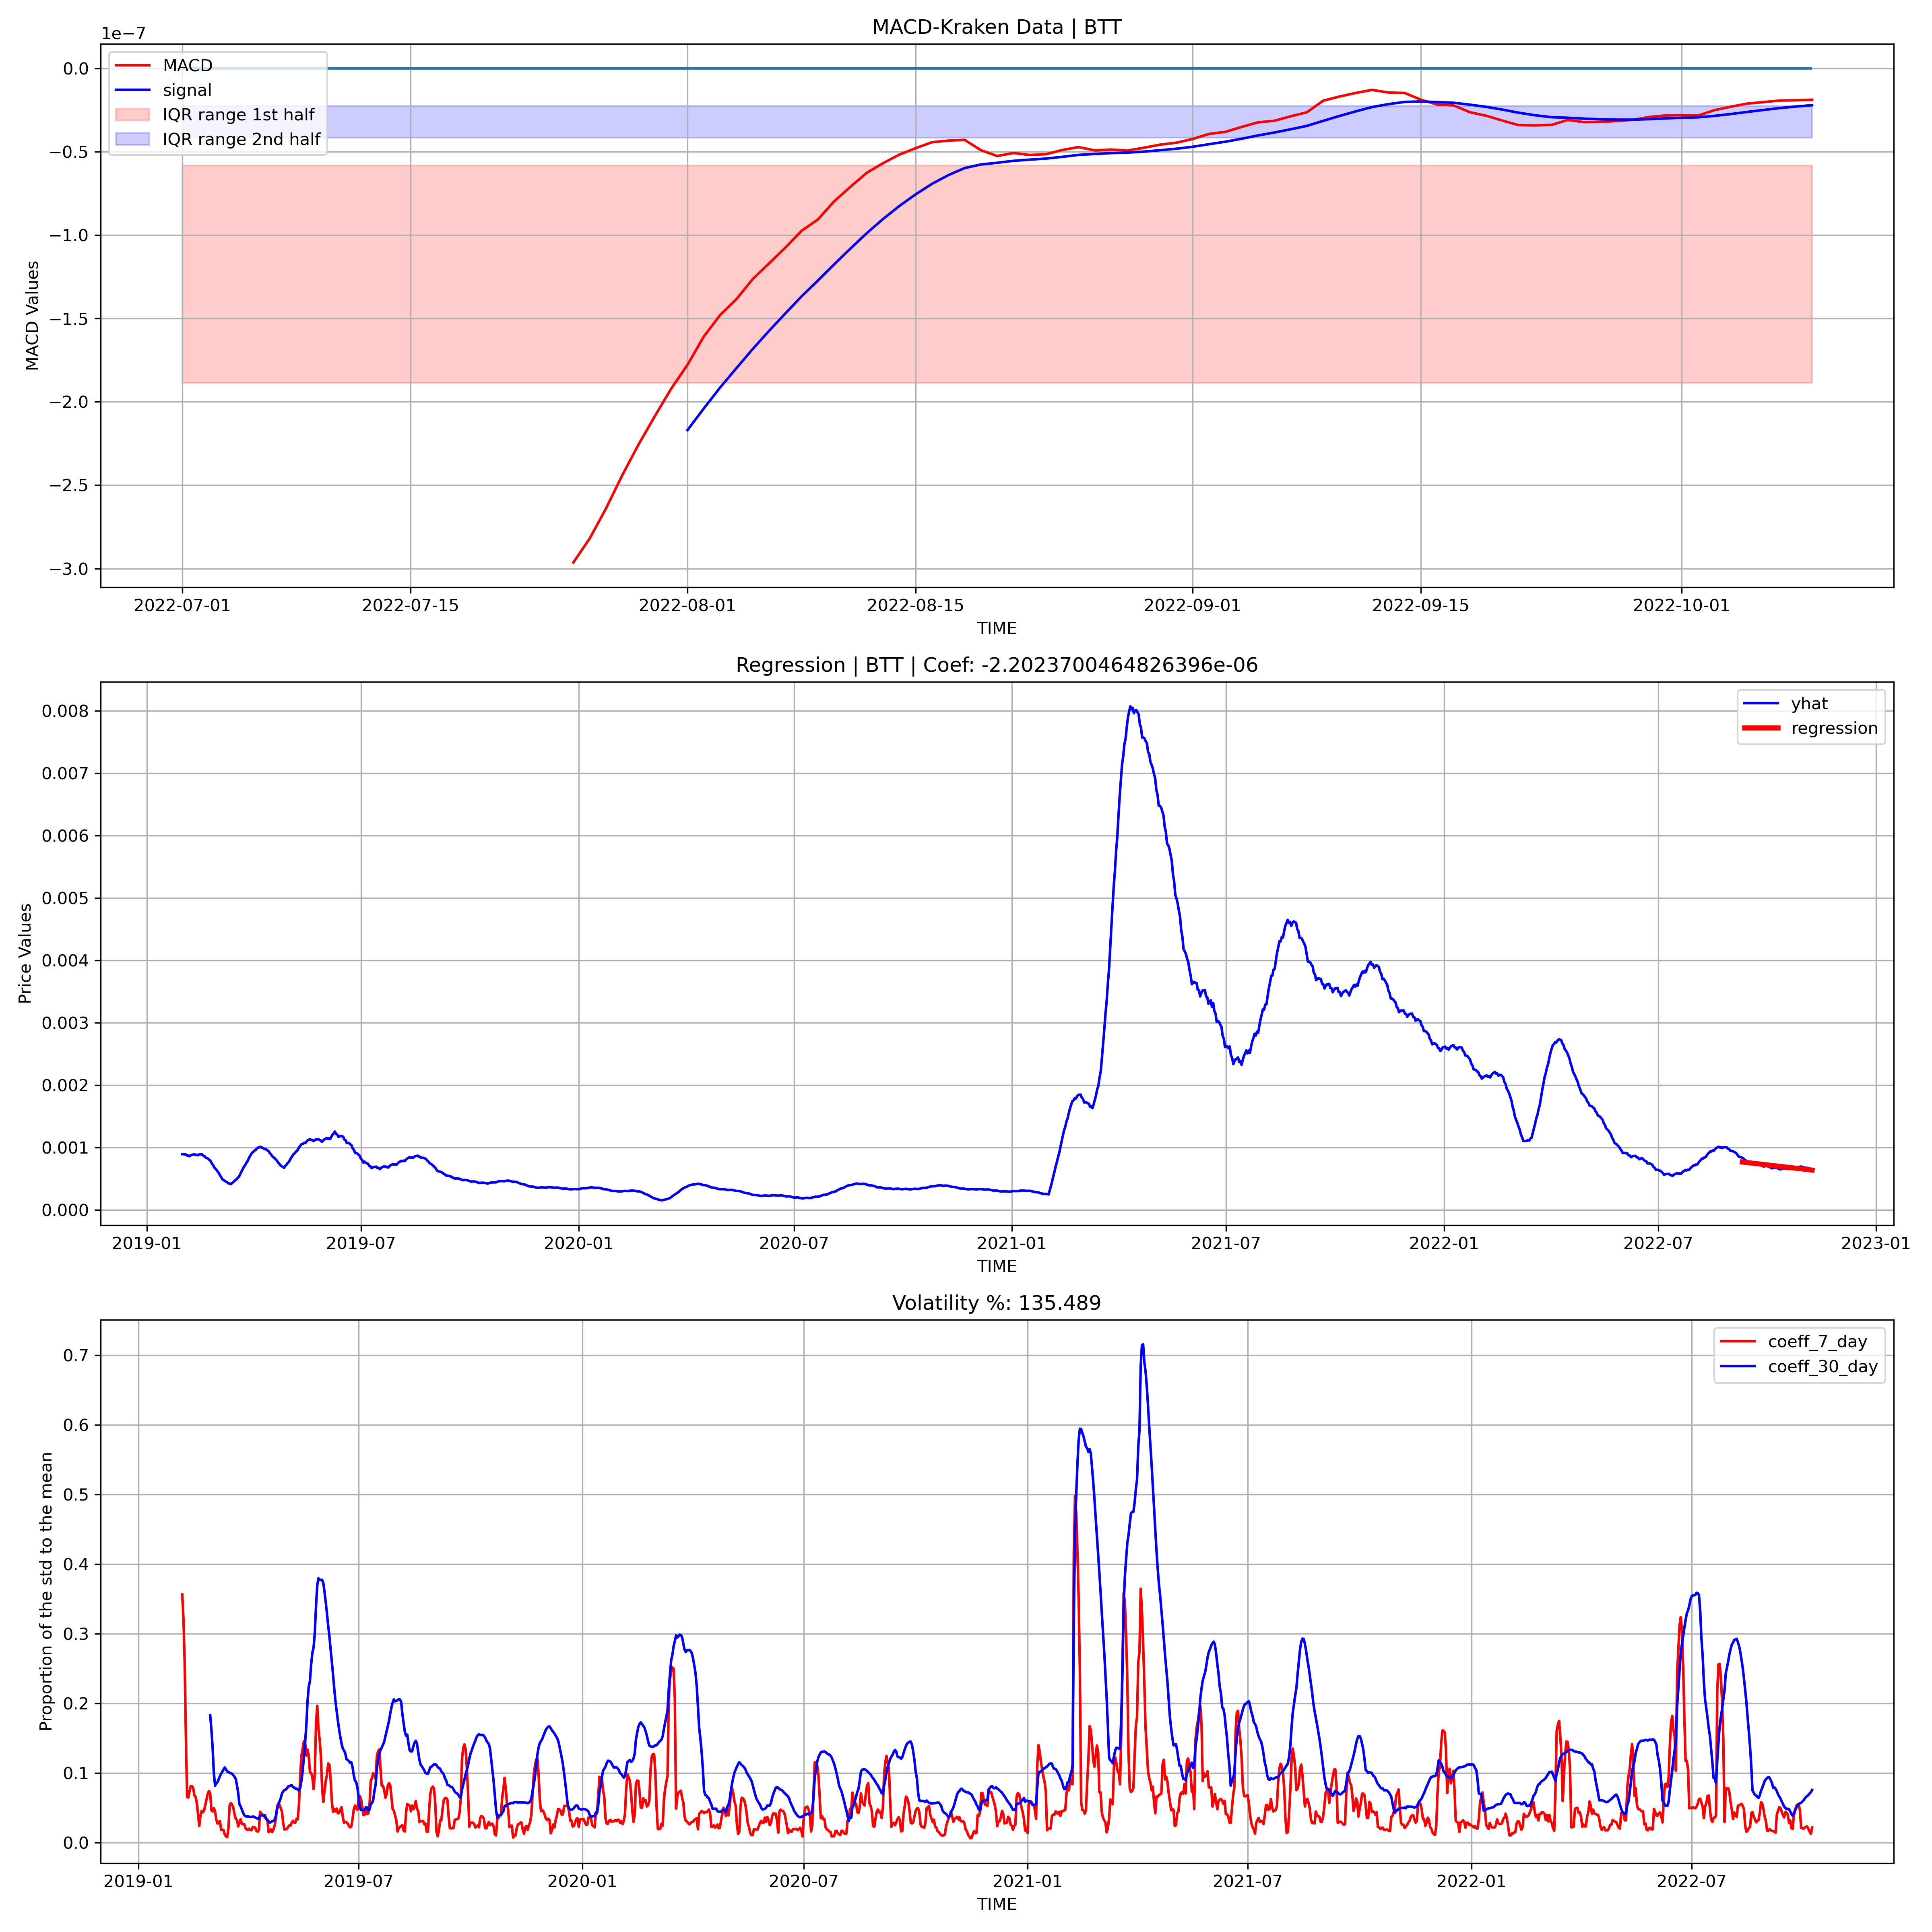 MACD-Kraken Data | BTT
1e−7
MACD
signal
IQR range 1st half
IQR range 2nd half
0.0
−0.5
−1.0
−1.5
−2.0
−2.5
−3.0
MACD Values
2022-07-01 2022-07-15 2022-08-01 2022-08-15 2022-09-01 2022-09-15 2022-10-01
TIME
Regression | BTT | Coef: -2.2023700464826396e-06
yhat
regression
0.008
0.007
0.006
0.005
0.004
0.003
0.002
0.001
0.000
Price Values
2019-01 2019-07 2020-01 2020-07 2021-01 2021-07 2022-01 2022-07 2023-01
TIME
Volatility %: 135.489
coeff_7_day
coeff_30_day
0.7
0.6
0.5
0.4
0.3
0.2
0.1
0.0
Proportion of the std to the mean
2019-01 2019-07 2020-01 2020-07 2021-01 2021-07 2022-01 2022-07
TIME